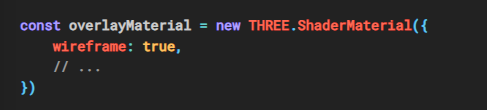 const overlayMaterial = new THREE.ShaderMaterial({
    wireframe: true,
    // ...
})